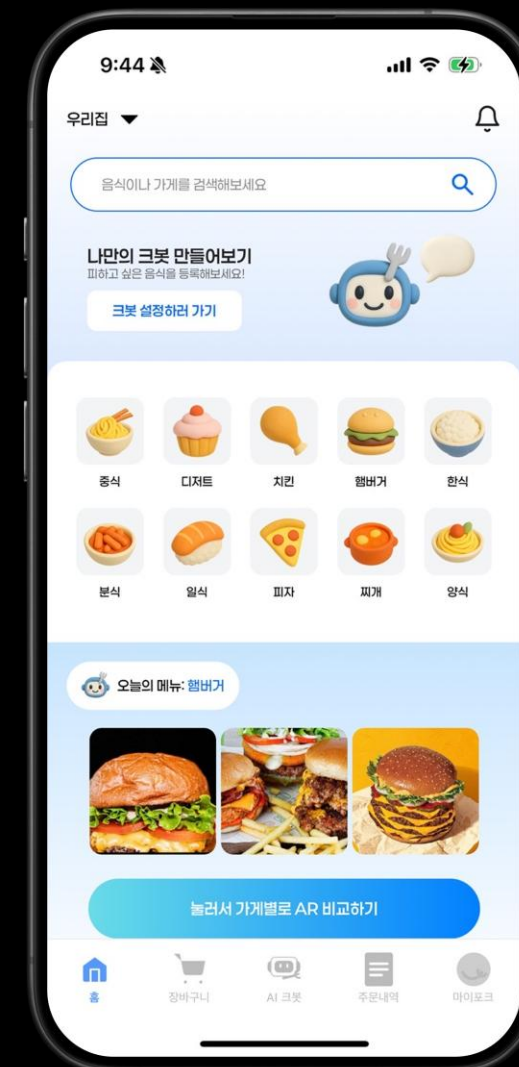 9:44
우리집
음식이나 가게를 검색해보세요
나만의 크봇 만들어보기
피하고 싶은 음식을 등록해보세요!
크봇 설정하러 가기
중식 디저트 치킨 햄버거 한식
분식 일식 피자 찌개 양식
오늘의 메뉴: 햄버거
눌러서 가게별로 AR 비교하기
홈 장바구니 AI 크봇 주문내역 마이포크